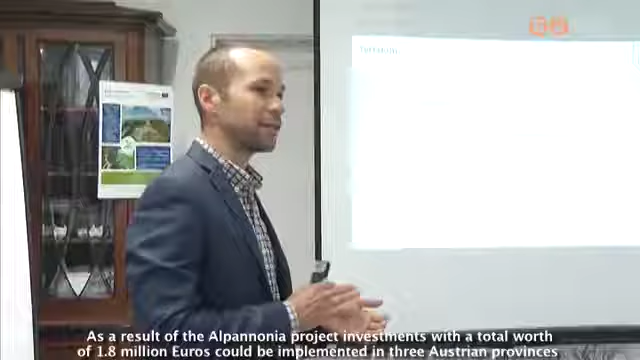 As a result of the Alpannonia project investments with a total worth
of 1.8 million Euros could be implemented in three Austrian provinces